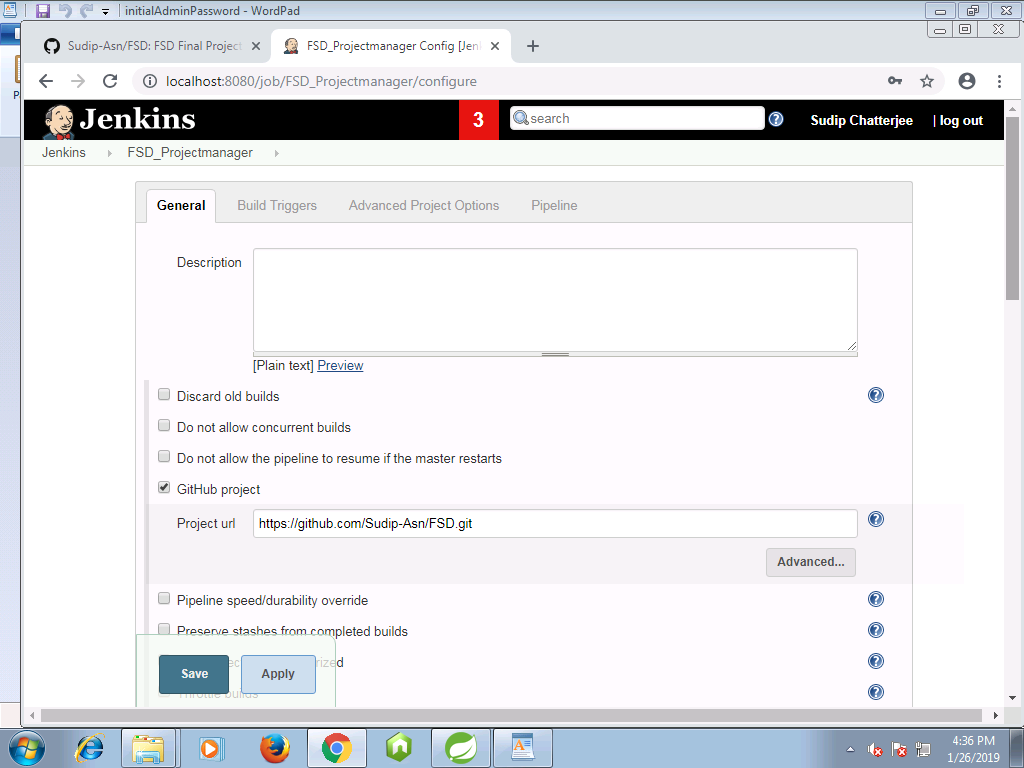 initialAdminPassword - WordPad
Sudip-Asn/FSD: FSD Final Project
FSD_Projectmanager Config [Jen
localhost:8080/job/FSD_Projectmanager/configure
Jenkins
3
search
Sudip Chatterjee
| log out
Jenkins
FSD_Projectmanager
General
Build Triggers
Advanced Project Options
Pipeline
Description
[Plain text] Preview
Discard old builds
Do not allow concurrent builds
Do not allow the pipeline to resume if the master restarts
GitHub project
Project url
https://github.com/Sudip-Asn/FSD.git
Advanced...
Pipeline speed/durability override
Preserve stashes from completed builds
Save
Apply
Throttle builds
4:36 PM
1/26/2019